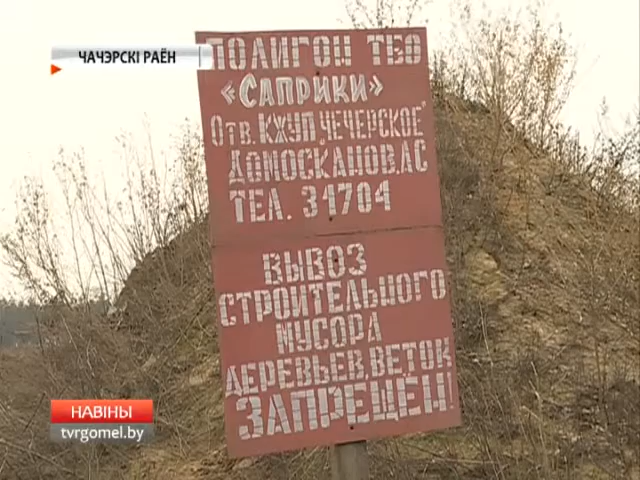 ЧАЧЭРСКІ РАЁН
ПОЛИГОН ТБО
«САПРИКИ»
ОТВ. КЖУП „ЧЕЧЕРСКОЕ"
ДОМОСКАНОВ.А.С
ТЕЛ. 31704
ВЫВОЗ
СТРОИТЕЛЬНОГО
МУСОРА
ДЕРЕВЬЕВ, ВЕТОК
ЗАПРЕЩЕН!
НАВІНЫ
tvrgomel.by